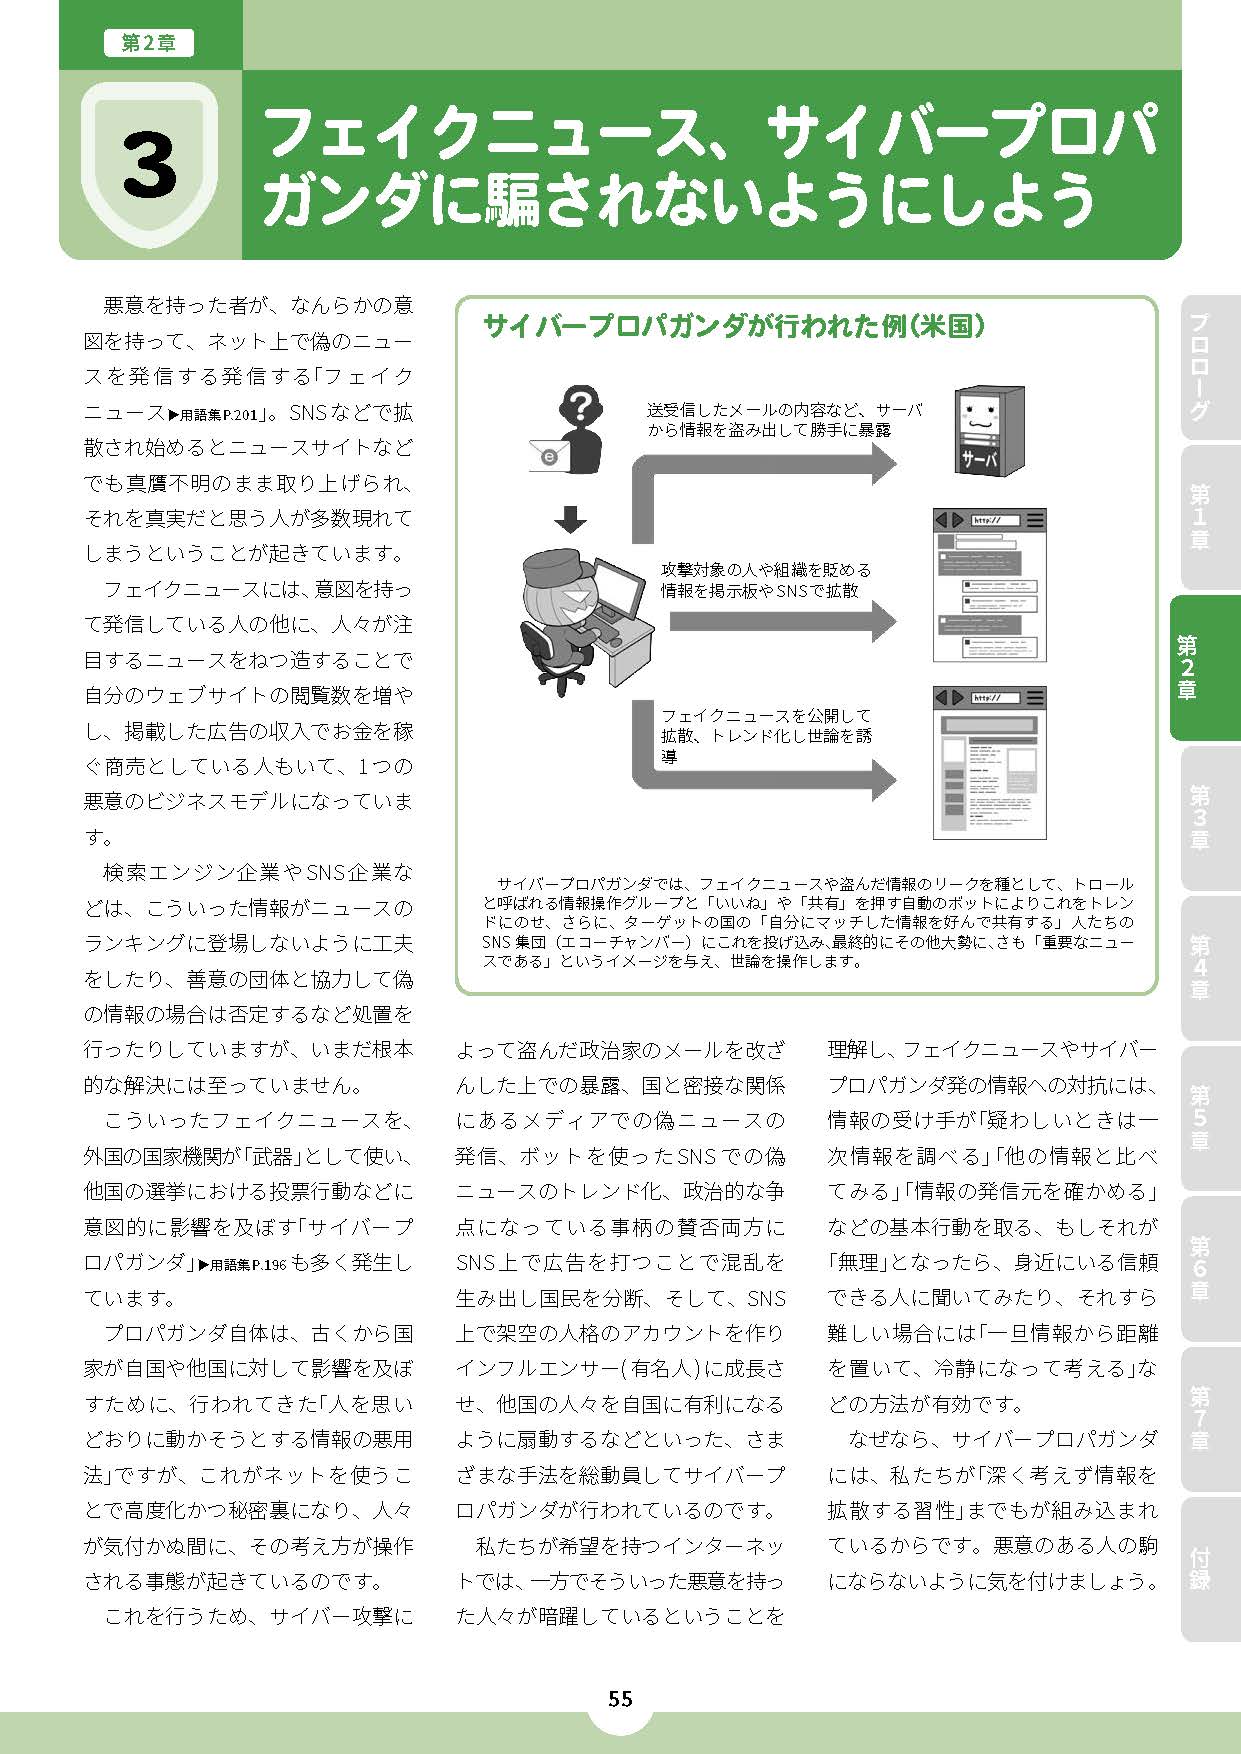 第2章
3
フェイクニュース、サイバープロパ
ガンダに騙されないようにしよう
悪意を持った者が、なんらかの意
図を持って、ネット上で偽のニュー
スを発信する発信する｢フェイク
ニュース▶用語集P.201｣。SNSなどで拡
散され始めるとニュースサイトなど
でも真贋不明のまま取り上げられ、
それを真実だと思う人が多数現れて
しまうということが起きています。
フェイクニュースには、意図を持っ
て発信している人の他に、人々が注
目するニュースをねつ造することで
自分のウェブサイトの閲覧数を増や
し、掲載した広告の収入でお金を稼
ぐ商売としている人もいて、1つの
悪意のビジネスモデルになっていま
す。
検索エンジン企業やSNS企業な
どは、こういった情報がニュースの
ランキングに登場しないように工夫
をしたり、善意の団体と協力して偽
の情報の場合は否定するなど処置を
行ったりしていますが、いまだ根本
的な解決には至っていません。
こういったフェイクニュースを、
外国の国家機関が｢武器｣として使い、
他国の選挙における投票行動などに
意図的に影響を及ぼす｢サイバープ
ロパガンダ｣▶用語集P.196も多く発生し
ています。
プロパガンダ自体は、古くから国
家が自国や他国に対して影響を及ぼ
すために、行われてきた｢人を思い
どおりに動かそうとする情報の悪用
法｣ですが、これがネットを使うこ
とで高度化かつ秘密裏になり、人々
が気付かぬ間に、その考え方が操作
される事態が起きているのです。
これを行うため、サイバー攻撃に
サイバープロパガンダが行われた例(米国)
?
e
送受信したメールの内容など、サーバ
から情報を盗み出して勝手に暴露
サーバ
攻撃対象の人や組織を貶める
情報を掲示板やSNSで拡散
http://
フェイクニュースを公開して
拡散、トレンド化し世論を誘
導
http://
サイバープロパガンダでは、フェイクニュースや盗んだ情報のリークを種として、トロール
と呼ばれる情報操作グループと「いいね」や「共有」を押す自動のボットによりこれをトレン
ドにのせ、さらに、ターゲットの国の「自分にマッチした情報を好んで共有する」人たちの
SNS 集団（エコーチャンバー）にこれを投げ込み、最終的にその他大勢に、さも「重要なニュー
スである」というイメージを与え、世論を操作します。
よって盗んだ政治家のメールを改ざ
んした上での暴露、国と密接な関係
にあるメディアでの偽ニュースの
発信、ボットを使ったSNSでの偽
ニュースのトレンド化、政治的な争
点になっている事柄の賛否両方に
SNS上で広告を打つことで混乱を
生み出し国民を分断、そして、SNS
上で架空の人格のアカウントを作り
インフルエンサー(有名人)に成長さ
せ、他国の人々を自国に有利になる
ように扇動するなどといった、さま
ざまな手法を総動員してサイバープ
ロパガンダが行われているのです。
私たちが希望を持つインターネッ
トでは、一方でそういった悪意を持っ
た人々が暗躍しているということを
理解し、フェイクニュースやサイバー
プロパガンダ発の情報への対抗には、
情報の受け手が｢疑わしいときは一
次情報を調べる｣｢他の情報と比べ
てみる｣｢情報の発信元を確かめる｣
などの基本行動を取る、もしそれが
｢無理｣となったら、身近にいる信頼
できる人に聞いてみたり、それすら
難しい場合には｢一旦情報から距離
を置いて、冷静になって考える｣な
どの方法が有効です。
なぜなら、サイバープロパガンダ
には、私たちが｢深く考えず情報を
拡散する習性｣までもが組み込まれ
ているからです。悪意のある人の駒
にならないように気を付けましょう。
プロローグ
第1章
第2章
第3章
第4章
第5章
第6章
第7章
付録
55